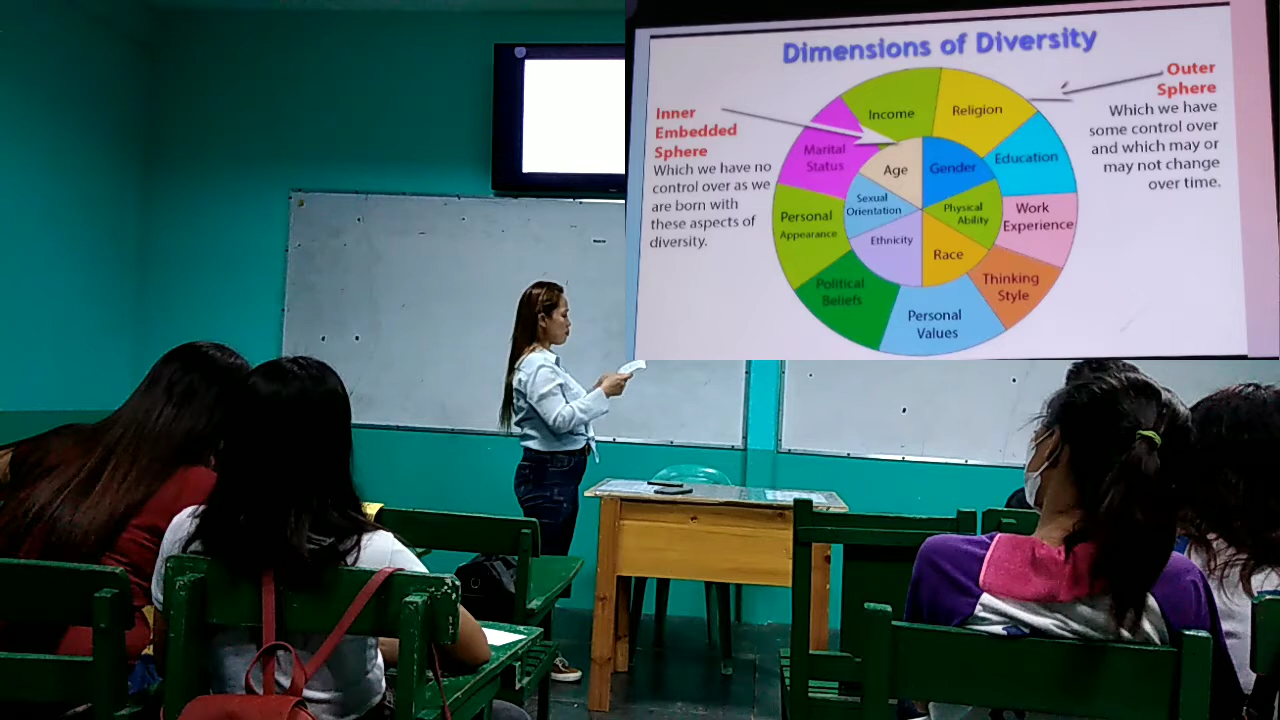 Dimensions of Diversity
Inner
Embedded
Sphere
Which we have no
control over as we
are born with
these aspects of
diversity.
Outer
Sphere
Which we have
some control over
and which may or
may not change
over time.
Income
Religion
Education
Work
Experience
Thinking
Style
Personal
Values
Political
Beliefs
Personal
Appearance
Marital
Status
Age
Gender
Physical
Ability
Race
Ethnicity
Sexual
Orientation